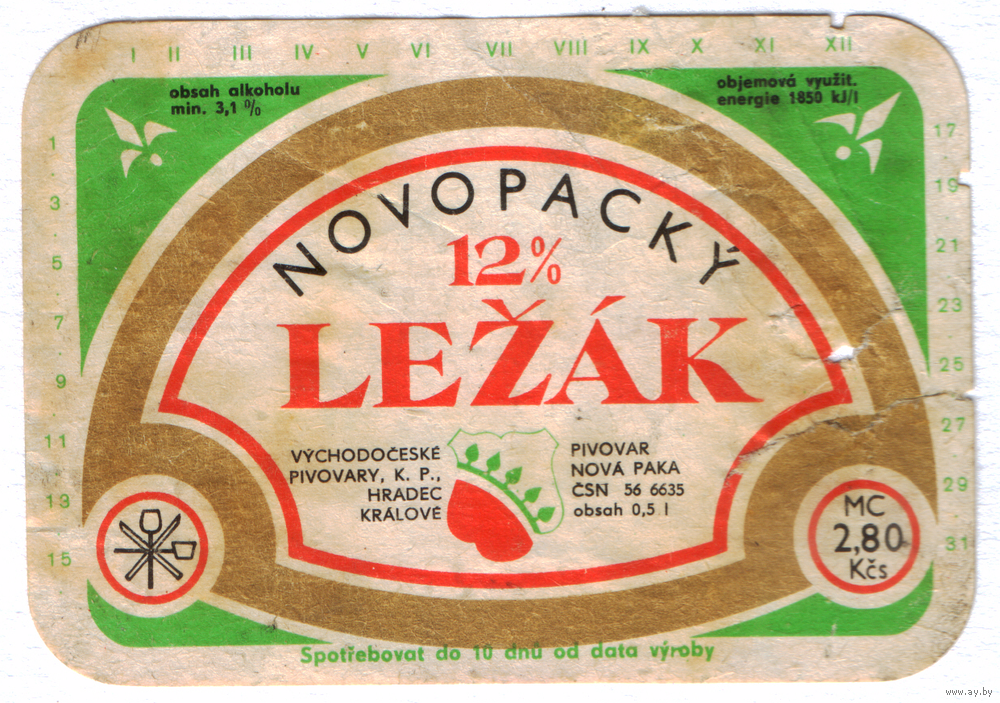 I II III IV V VI VII VIII IX X XI XII
obsah alkoholu
min. 3,1 %
objemová využit.
energie 1850 kJ/l
1
3
5
7
9
11
13
15
17
19
21
23
25
27
29
31
NOVOPACKÝ
12%
LEŽÁK
VÝCHODOČESKÉ
PIVOVARY, K. P.,
HRADEC
KRÁLOVÉ
PIVOVAR
NOVÁ PAKA
ČSN 56 6635
obsah 0,5 l
MC
2,80
Kčs
Spotřebovat do 10 dnů od data výroby
www.ay.by